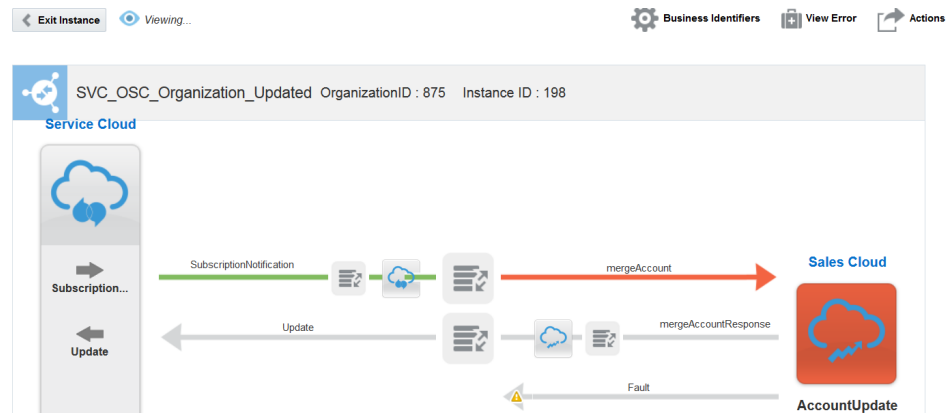 Exit Instance
Viewing...
Business Identifiers
View Error
Actions
SVC_OSC_Organization_Updated OrganizationID : 875 Instance ID : 198
Service Cloud
SubscriptionNotification
mergeAccount
Sales Cloud
Subscription...
Update
mergeAccountResponse
Update
Fault
AccountUpdate